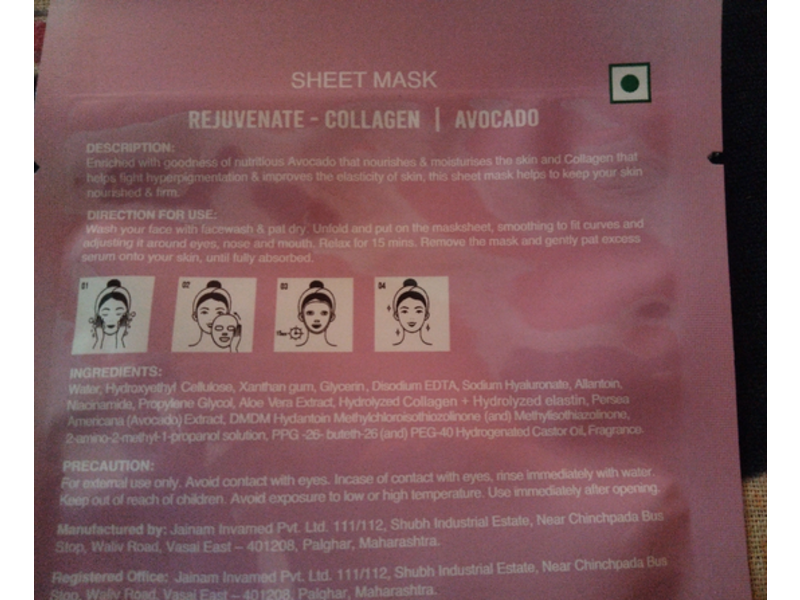 SHEET MASK
REJUVENATE - COLLAGEN | AVOCADO
DESCRIPTION:
Enriched with goodness of nutritious Avocado that nourishes & moisturises the skin and Collagen that
helps fight hyperpigmentation & improves the elasticity of skin, this sheet mask helps to keep your skin
nourished & firm.
DIRECTION FOR USE:
Wash your face with facewash & pat dry. Unfold and put on the masksheet, smoothing to fit curves and
adjusting it around eyes, nose and mouth. Relax for 15 mins. Remove the mask and gently pat excess
serum onto your skin, until fully absorbed.
01 02 03 04
INGREDIENTS:
Water, Hydroxyethyl Cellulose, Xanthan gum, Glycerin, Disodium EDTA, Sodium Hyaluronate, Allantoin,
Niacinamide, Propylene Glycol, Aloe Vera Extract, Hydrolyzed Collagen + Hydrolyzed elastin, Persea
Americana (Avocado) Extract, DMDM Hydantoin Methylchloroisothiozolinone (and) Methylisothiazolinone,
2-amino-2-methyl-1-propanol solution, PPG -26- buteth-26 (and) PEG-40 Hydrogenated Castor Oil, Fragrance.
PRECAUTION:
For external use only. Avoid contact with eyes. Incase of contact with eyes, rinse immediately with water.
Keep out of reach of children. Avoid exposure to low or high temperature. Use immediately after opening.
Manufactured by: Jainam Invamed Pvt. Ltd. 111/112, Shubh Industrial Estate, Near Chinchpada Bus
Stop, Waliv Road, Vasai East – 401208, Palghar, Maharashtra.
Registered Office: Jainam Invamed Pvt. Ltd. 111/112, Shubh Industrial Estate, Near Chinchpada Bus
Stop, Waliv Road, Vasai East – 401208, Palghar, Maharashtra.